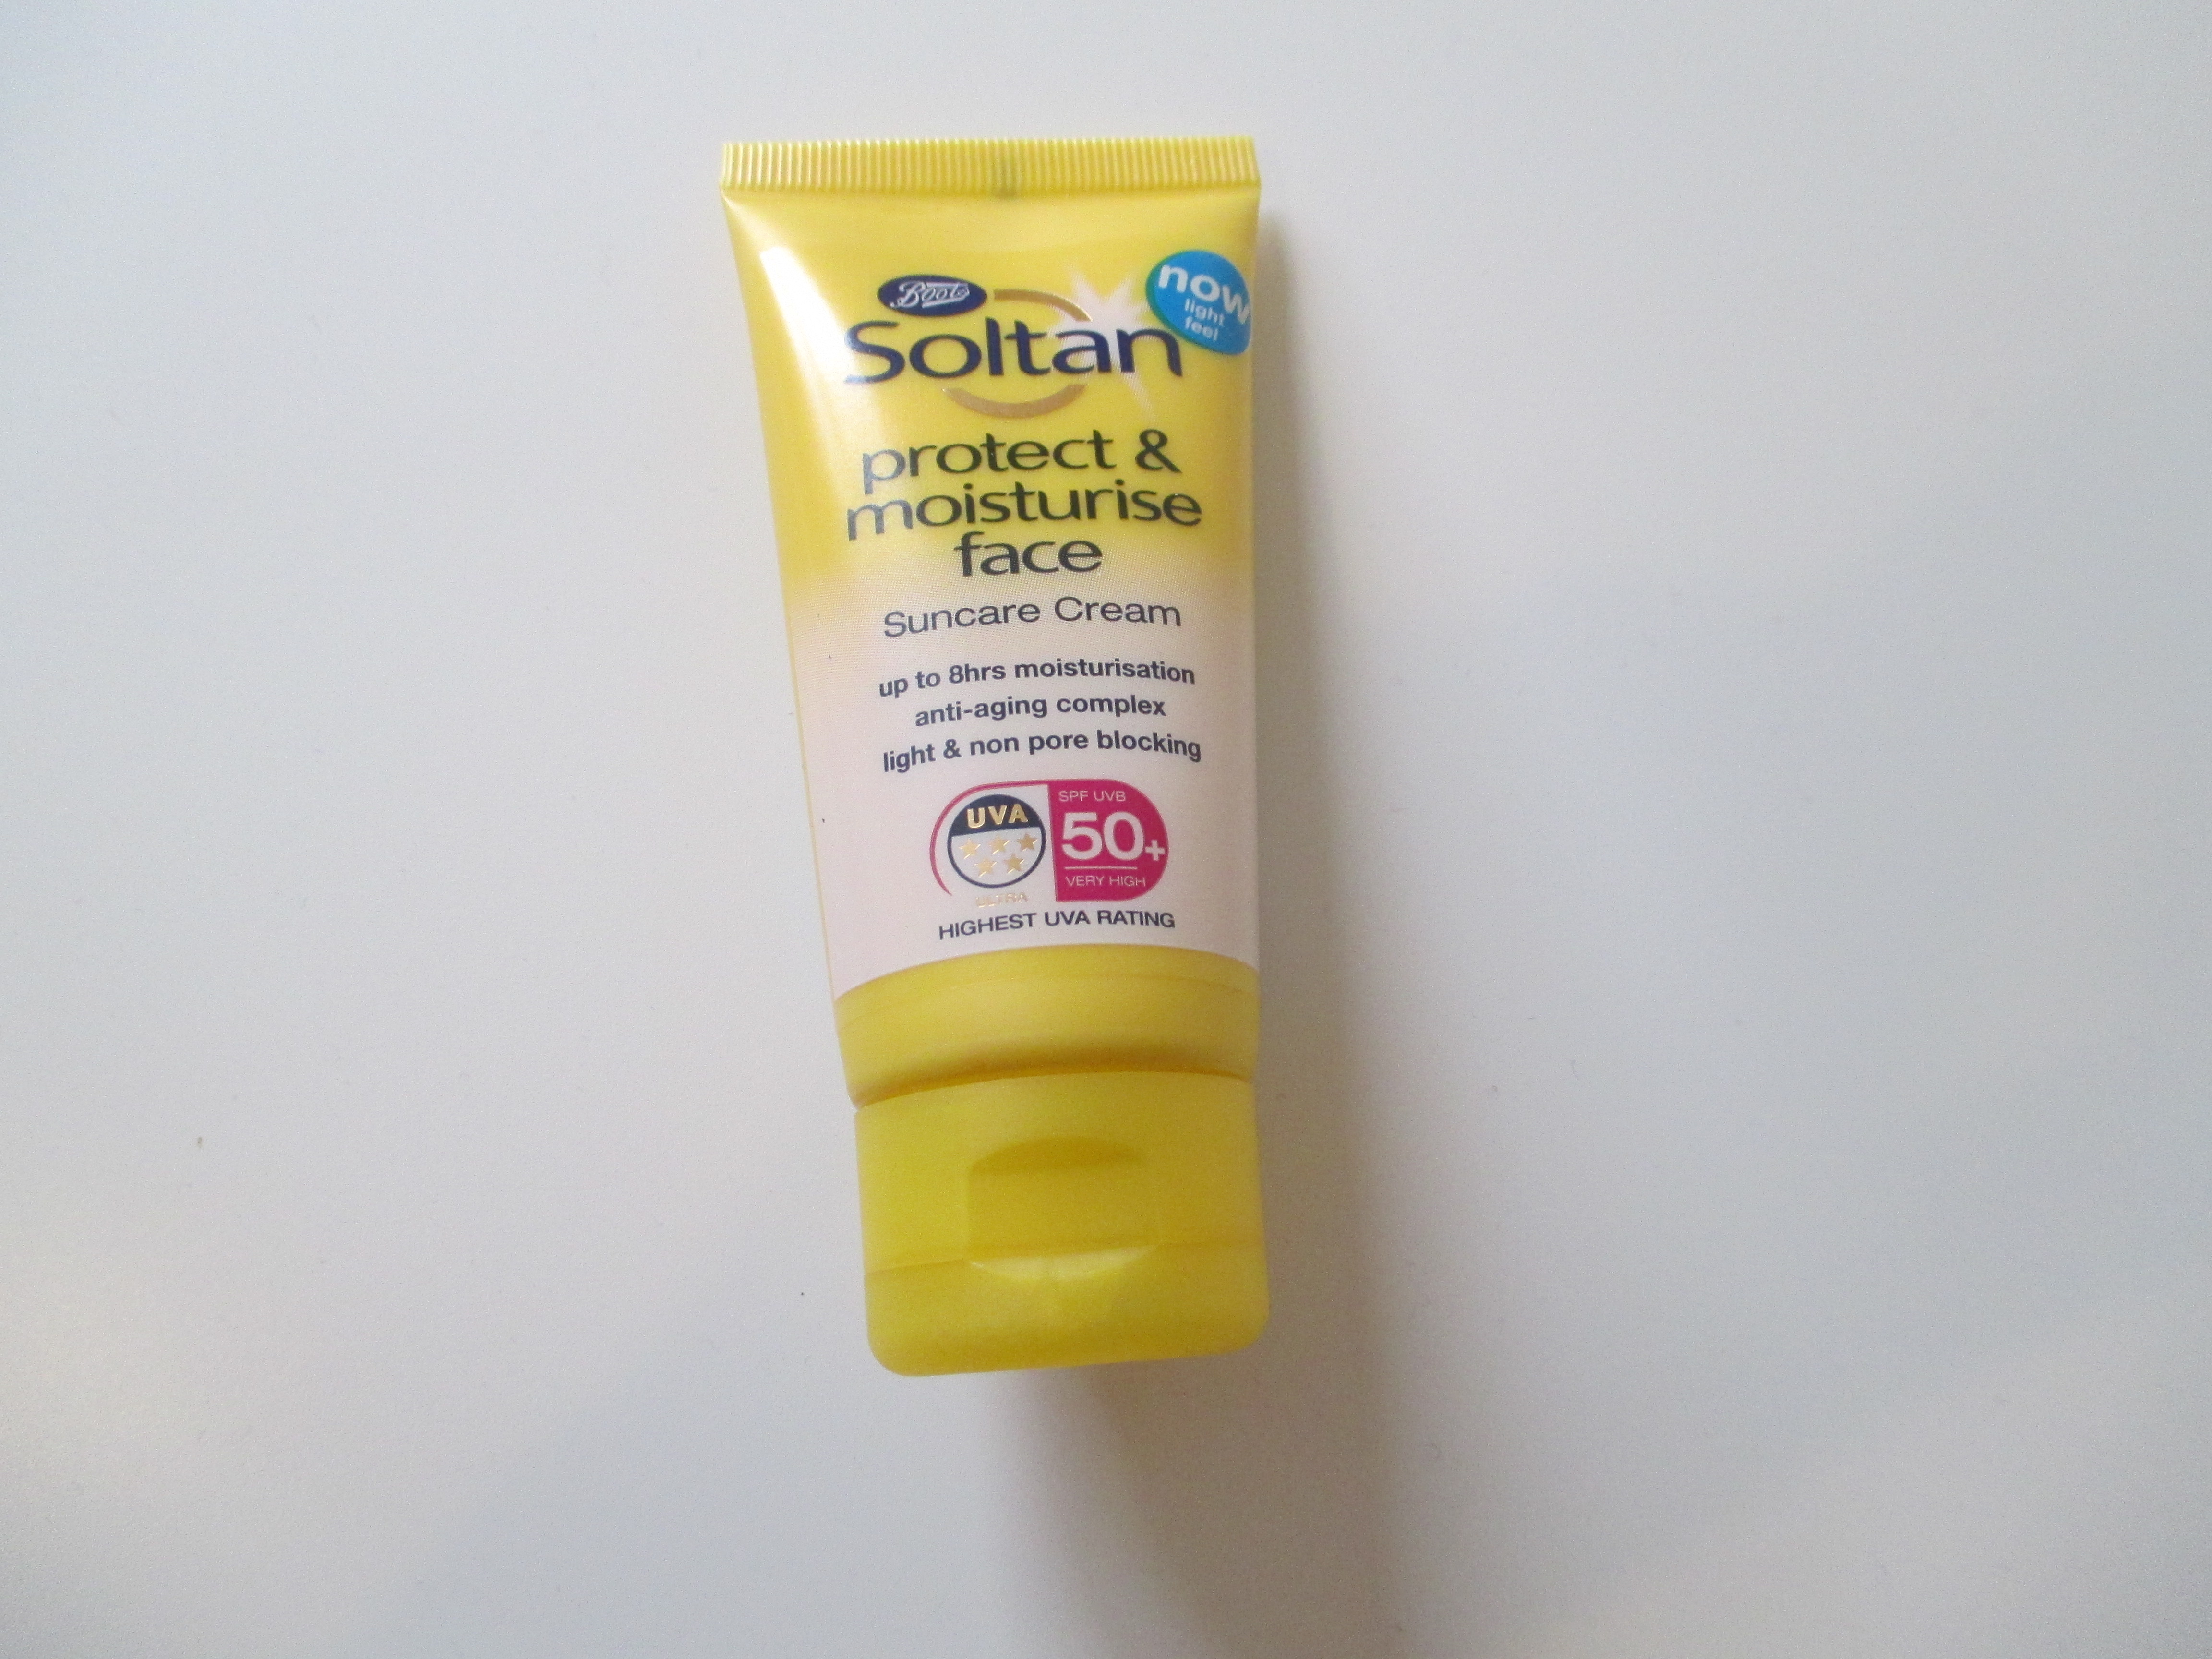 Boots
Soltan
now
light
feel
protect &
moisturise
face
Suncare Cream
up to 8hrs moisturisation
anti-aging complex
light & non pore blocking
UVA
ULTRA
SPF UVB
50+
VERY HIGH
HIGHEST UVA RATING